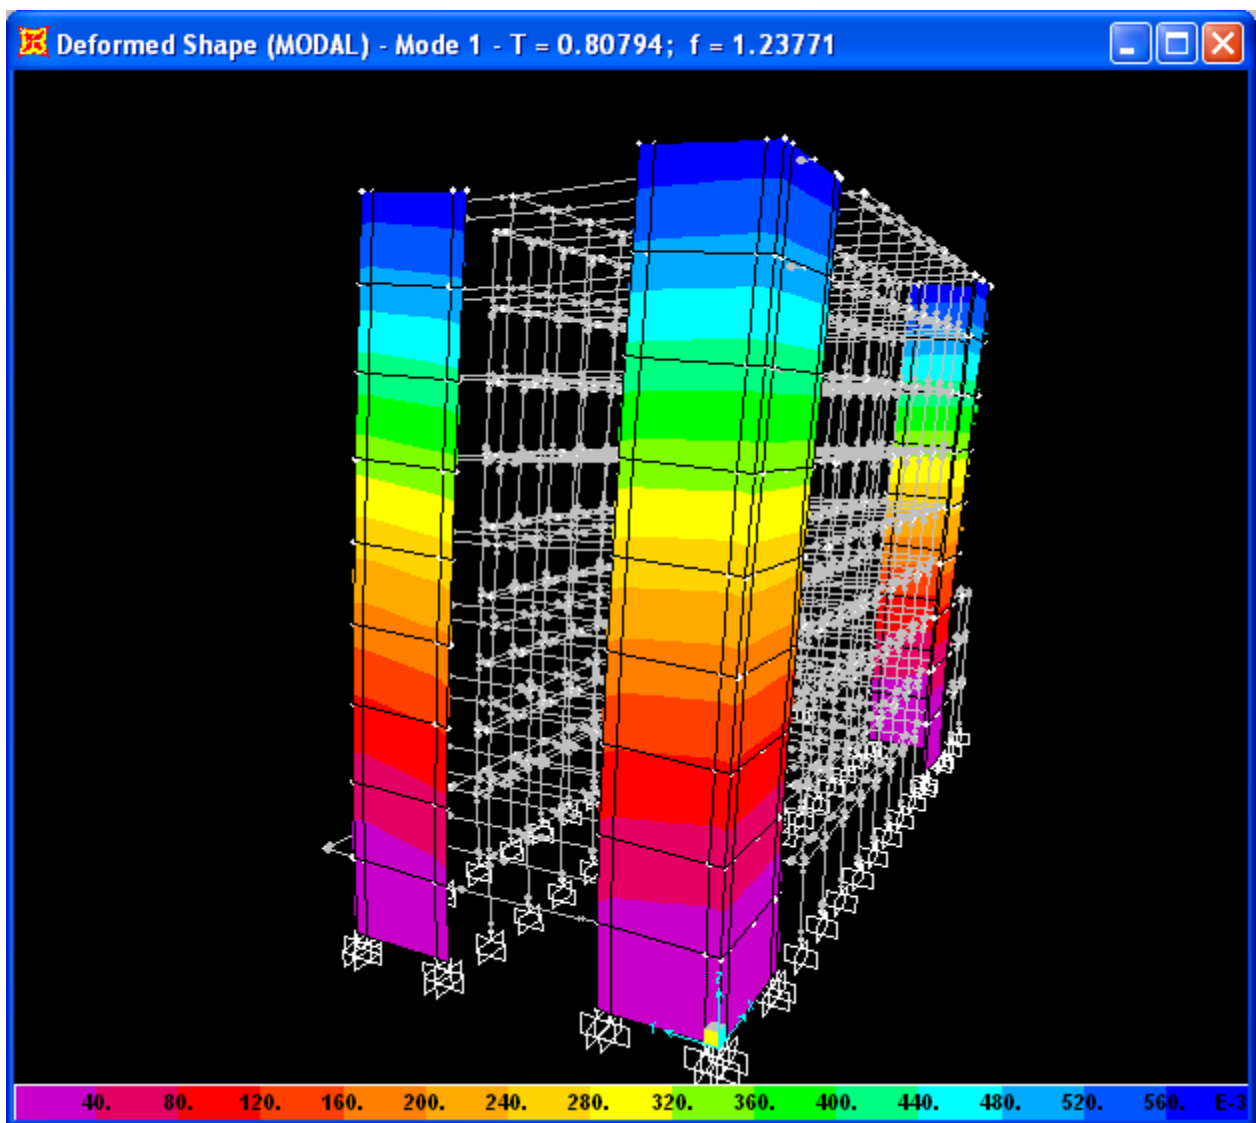 Deformed Shape (MODAL) - Mode 1 - T = 0.80794; f = 1.23771
Z
X
Y
40. 80. 120. 160. 200. 240. 280. 320. 360. 400. 440. 480. 520. 560. E-3